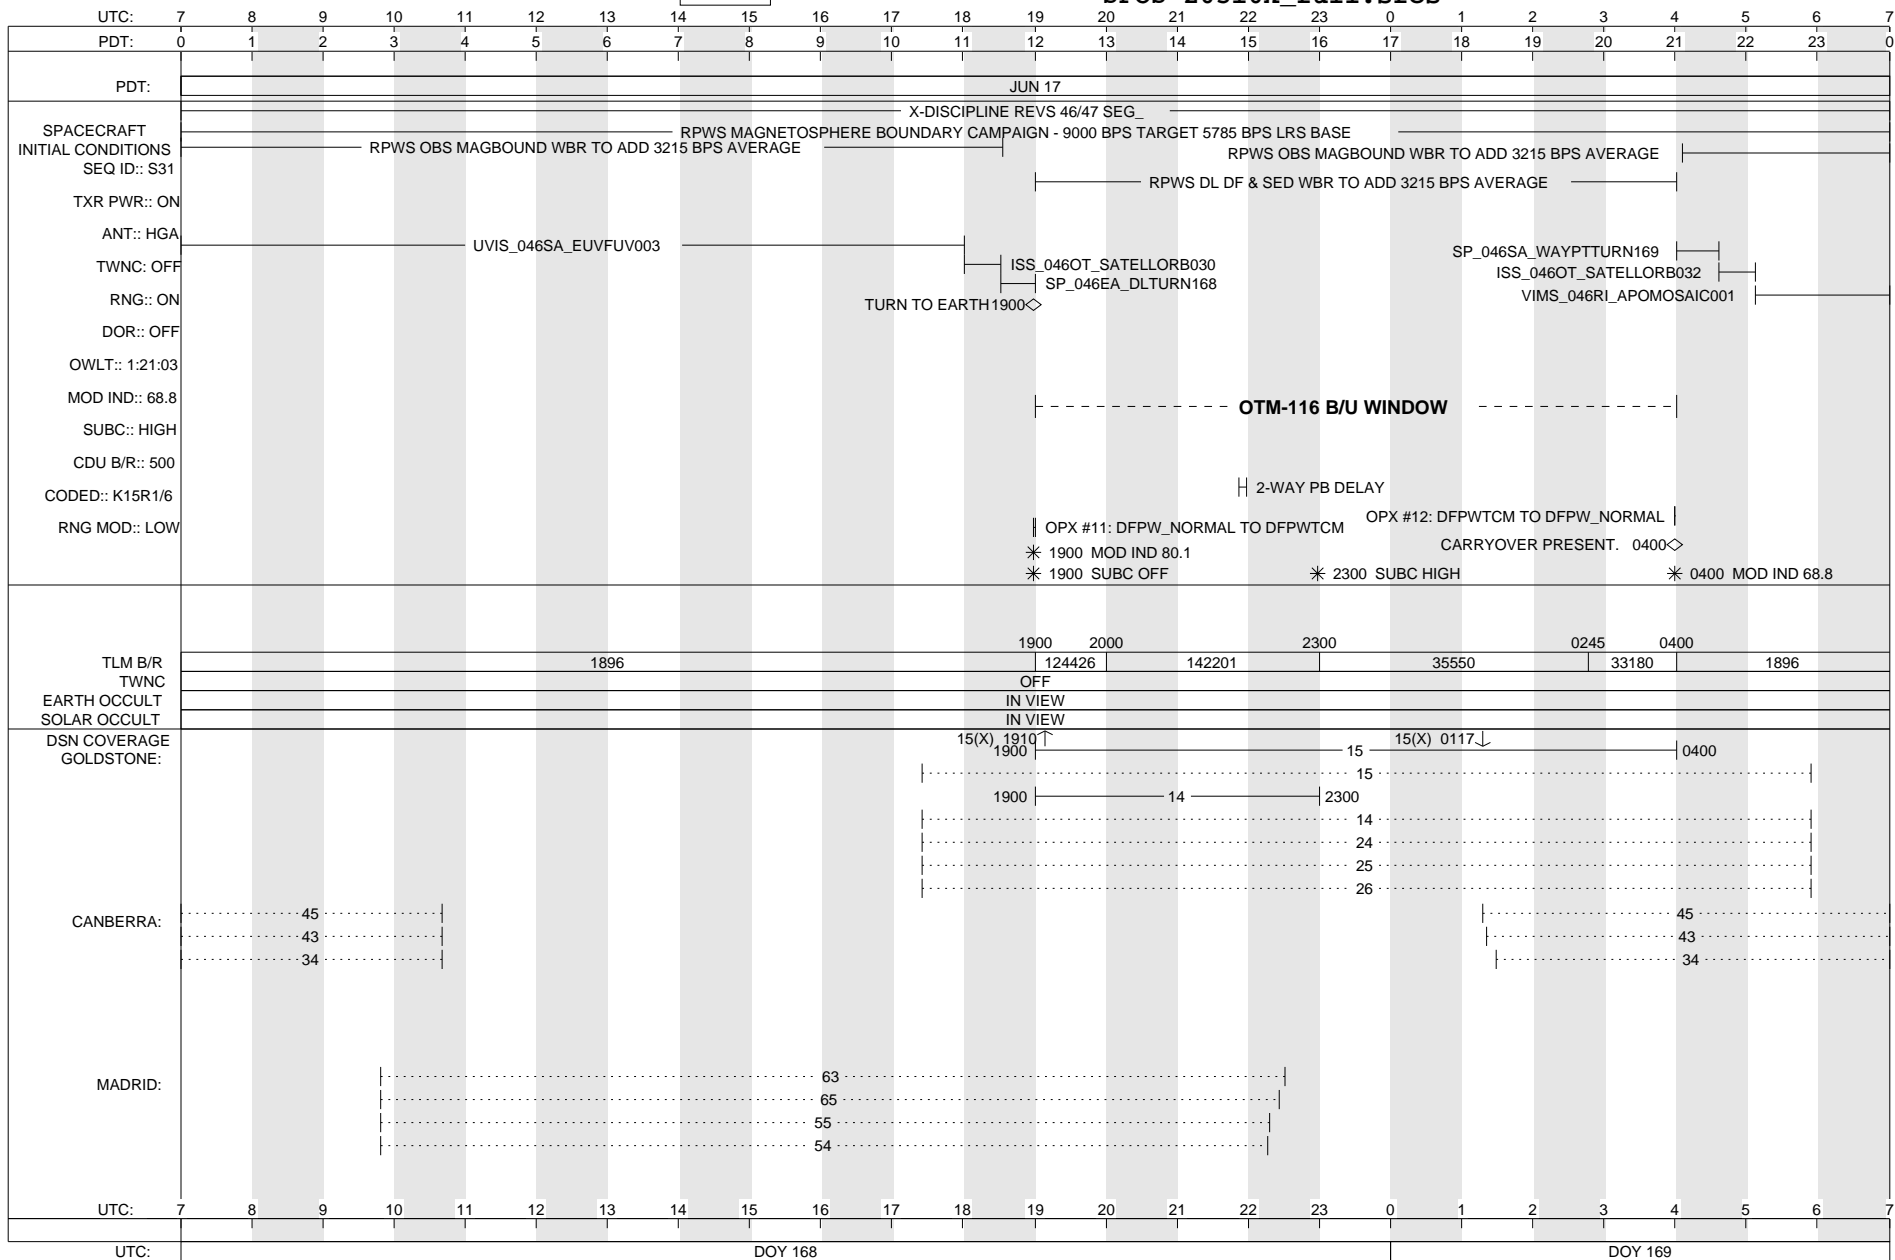 UTC: 7 8 9 10 11 12 13 14 15 16 17 18 19 20 21 22 23 0 1 2 3 4 5 6 7
PDT: 0 1 2 3 4 5 6 7 8 9 10 11 12 13 14 15 16 17 18 19 20 21 22 23 0
PDT: JUN 17
X-DISCIPLINE REVS 46/47 SEG_
SPACECRAFT
INITIAL CONDITIONS
RPWS MAGNETOSPHERE BOUNDARY CAMPAIGN - 9000 BPS TARGET 5785 BPS LRS BASE
RPWS OBS MAGBOUND WBR TO ADD 3215 BPS AVERAGE
RPWS OBS MAGBOUND WBR TO ADD 3215 BPS AVERAGE
SEQ ID:: S31
RPWS DL DF & SED WBR TO ADD 3215 BPS AVERAGE
TXR PWR:: ON
ANT:: HGA
UVIS_046SA_EUVFUV003
SP_046SA_WAYPTTURN169
TWNC: OFF
ISS_046OT_SATELLORB030
ISS_046OT_SATELLORB032
SP_046EA_DLTURN168
RNG:: ON
TURN TO EARTH1900
VIMS_046RI_APOMOSAIC001
DOR:: OFF
OWLT:: 1:21:03
MOD IND:: 68.8
OTM-116 B/U WINDOW
SUBC:: HIGH
CDU B/R:: 500
2-WAY PB DELAY
CODED:: K15R1/6
RNG MOD:: LOW
OPX #11: DFPW_NORMAL TO DFPWTCM
OPX #12: DFPWTCM TO DFPW_NORMAL
1900 MOD IND 80.1
CARRYOVER PRESENT. 0400
1900 SUBC OFF
2300 SUBC HIGH
0400 MOD IND 68.8
1900 2000 2300 0245 0400
TLM B/R 1896 124426 142201 35550 33180 1896
TWNC OFF
EARTH OCCULT IN VIEW
SOLAR OCCULT IN VIEW
DSN COVERAGE
15(X) 1910
15(X) 0117
GOLDSTONE:
1900 15 0400
15
1900 14 2300
14
24
25
26
CANBERRA:
45 45
43 43
34 34
MADRID:
63
65
55
54
UTC: 7 8 9 10 11 12 13 14 15 16 17 18 19 20 21 22 23 0 1 2 3 4 5 6 7
UTC: DOY 168 DOY 169